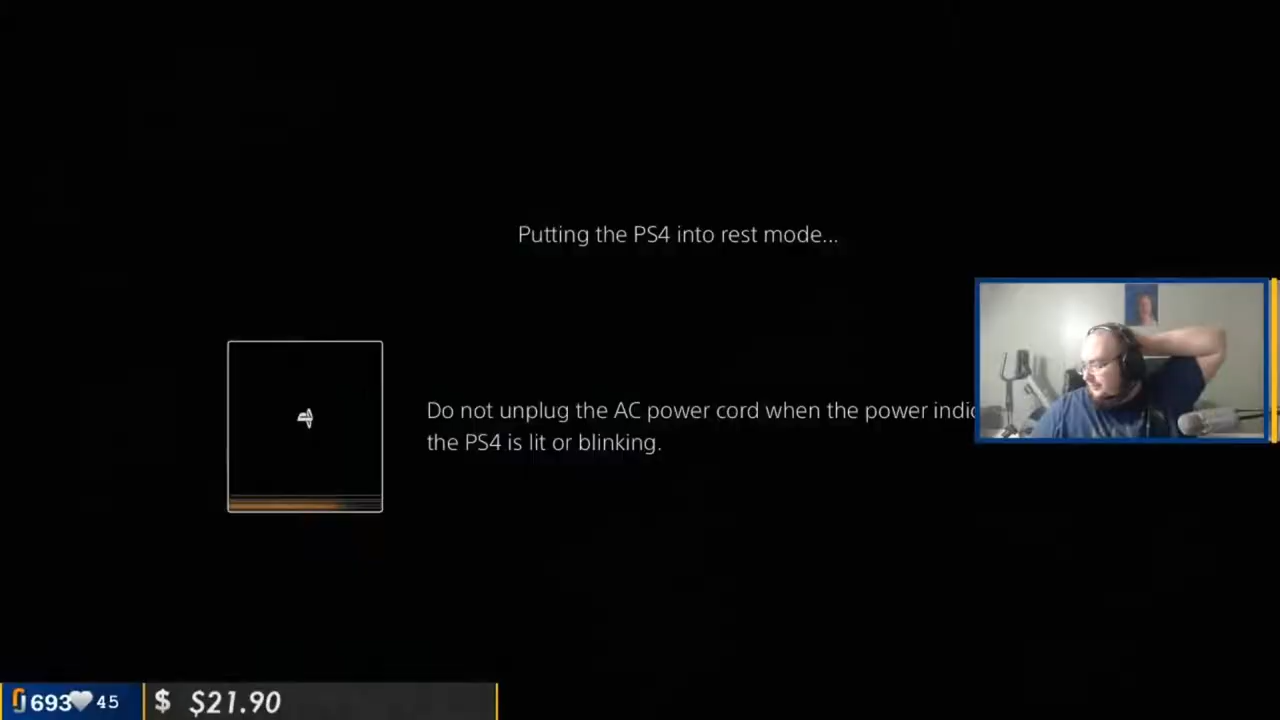 Putting the PS4 into rest mode...
Do not unplug the AC power cord when the power indic
the PS4 is lit or blinking.
693 45 $ $21.90